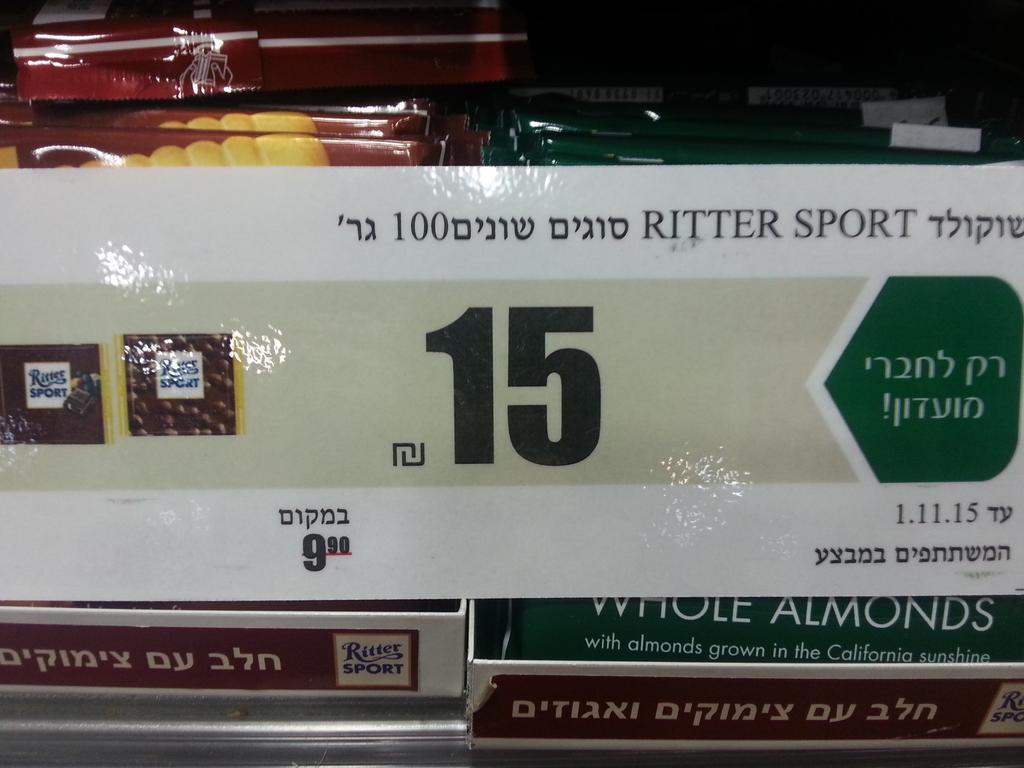 שוקולד RITTER SPORT סוגים שונים100 גר'
רק לחברי
מועדון!
15
₪
Ritter
SPORT
Ritter
SPORT
במקום
9⁹⁰
עד 1.11.15
המשתתפים במבצע
WHOLE ALMONDS
with almonds grown in the California sunshine
חלב עם צימוקים
Ritter
SPORT
חלב עם צימוקים ואגוזים